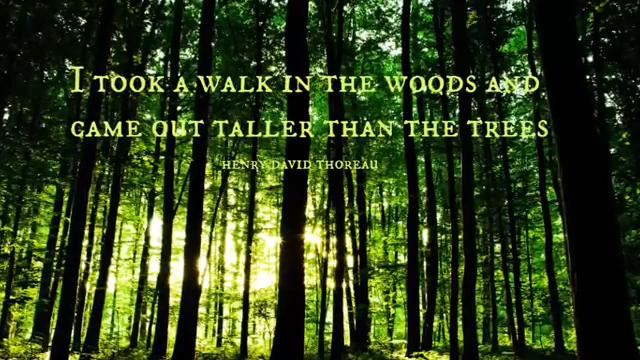 I TOOK A WALK IN THE WOODS AND
CAME OUT TALLER THAN THE TREES
HENRY DAVID THOREAU